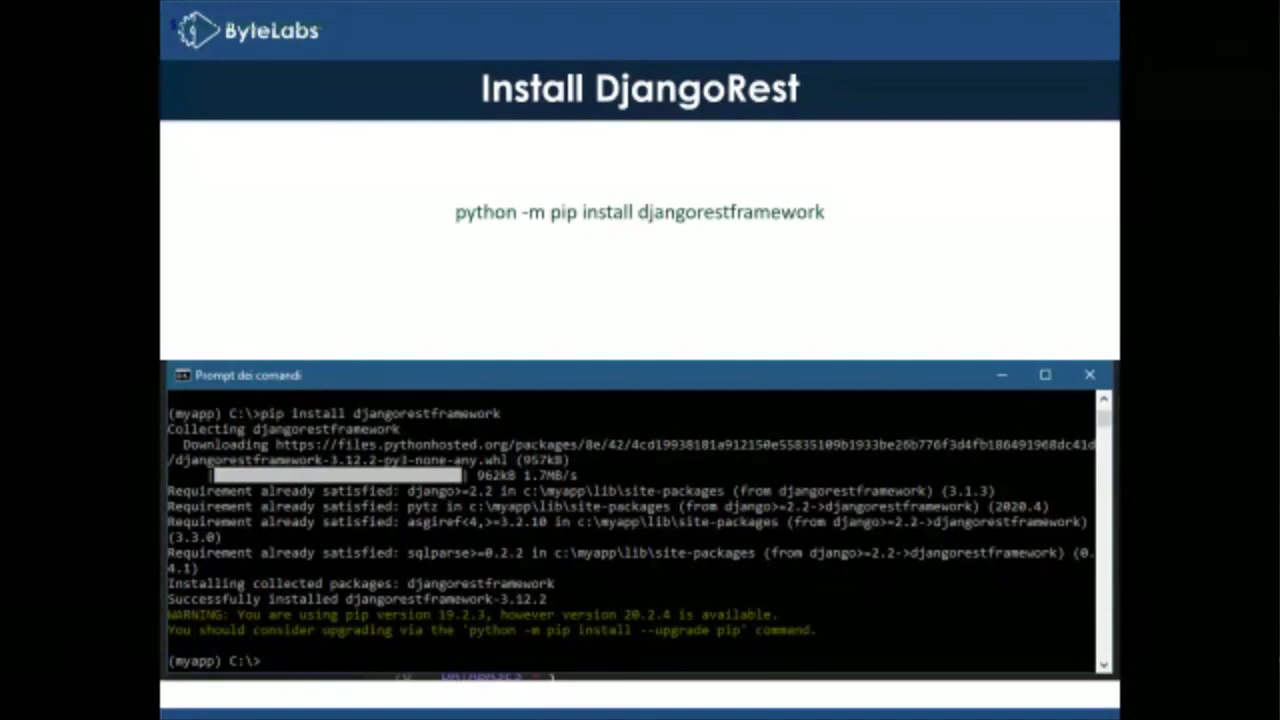 ByteLabs
Install DjangoRest
python -m pip install djangorestframework
Prompt dei comandi
(myapp) C:\>pip install djangorestframework
Collecting djangorestframework
Downloading https://files.pythonhosted.org/packages/8e/42/4cd19938181a912150e55835109b1933be26b776f3d4fb186491968dc41d
/djangorestframework-3.12.2-py3-none-any.whl (957kB)
962kB 1.7MB/s
Requirement already satisfied: django>=2.2 in c:\myapp\lib\site-packages (from djangorestframework) (3.1.3)
Requirement already satisfied: pytz in c:\myapp\lib\site-packages (from django>=2.2->djangorestframework) (2020.4)
Requirement already satisfied: asgiref<4,>=3.2.10 in c:\myapp\lib\site-packages (from django>=2.2->djangorestframework)
(3.3.0)
Requirement already satisfied: sqlparse>=0.2.2 in c:\myapp\lib\site-packages (from django>=2.2->djangorestframework) (0.
4.1)
Installing collected packages: djangorestframework
Successfully installed djangorestframework-3.12.2
WARNING: You are using pip version 19.2.3, however version 20.2.4 is available.
You should consider upgrading via the 'python -m pip install --upgrade pip' command.
(myapp) C:\>
DATABASES = {